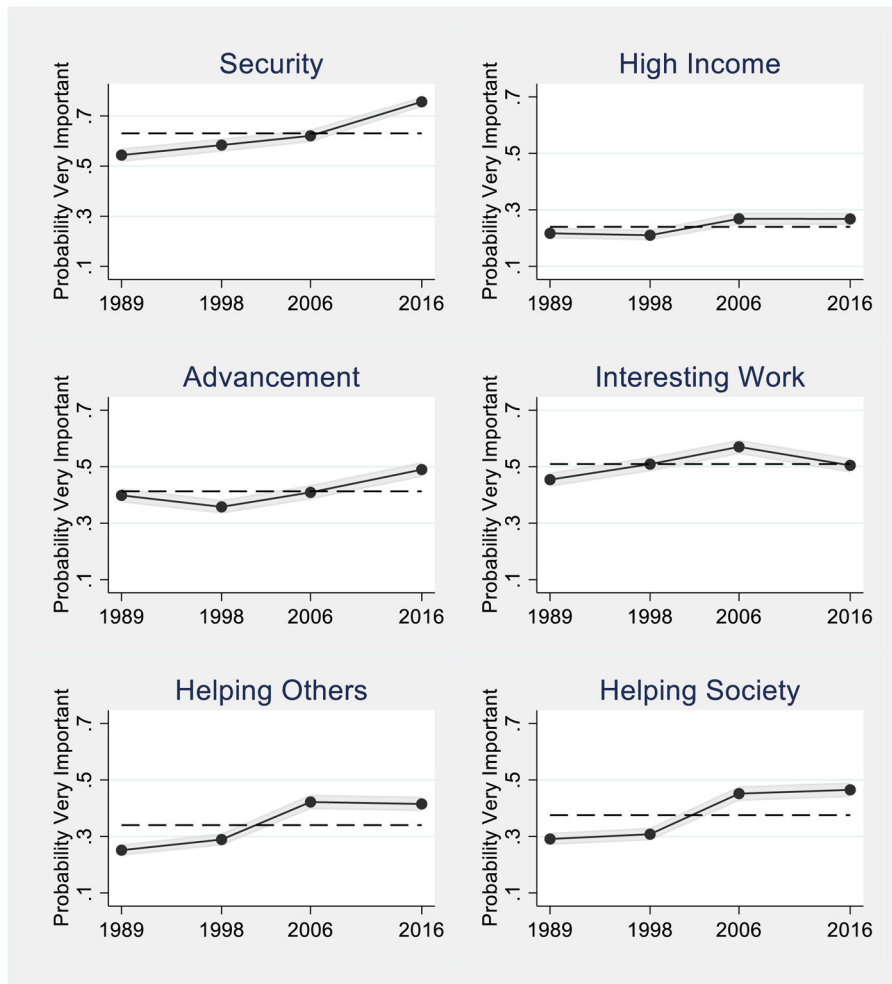 Security
Probability Very Important
.7
.5
.3
.1
1989 1998 2006 2016
High Income
Probability Very Important
.7
.5
.3
.1
1989 1998 2006 2016
Advancement
Probability Very Important
.7
.5
.3
.1
1989 1998 2006 2016
Interesting Work
Probability Very Important
.7
.5
.3
.1
1989 1998 2006 2016
Helping Others
Probability Very Important
.7
.5
.3
.1
1989 1998 2006 2016
Helping Society
Probability Very Important
.7
.5
.3
.1
1989 1998 2006 2016